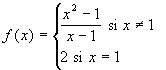 f(x) = { (x² − 1)/(x − 1) si x ≠ 1
2 si x = 1